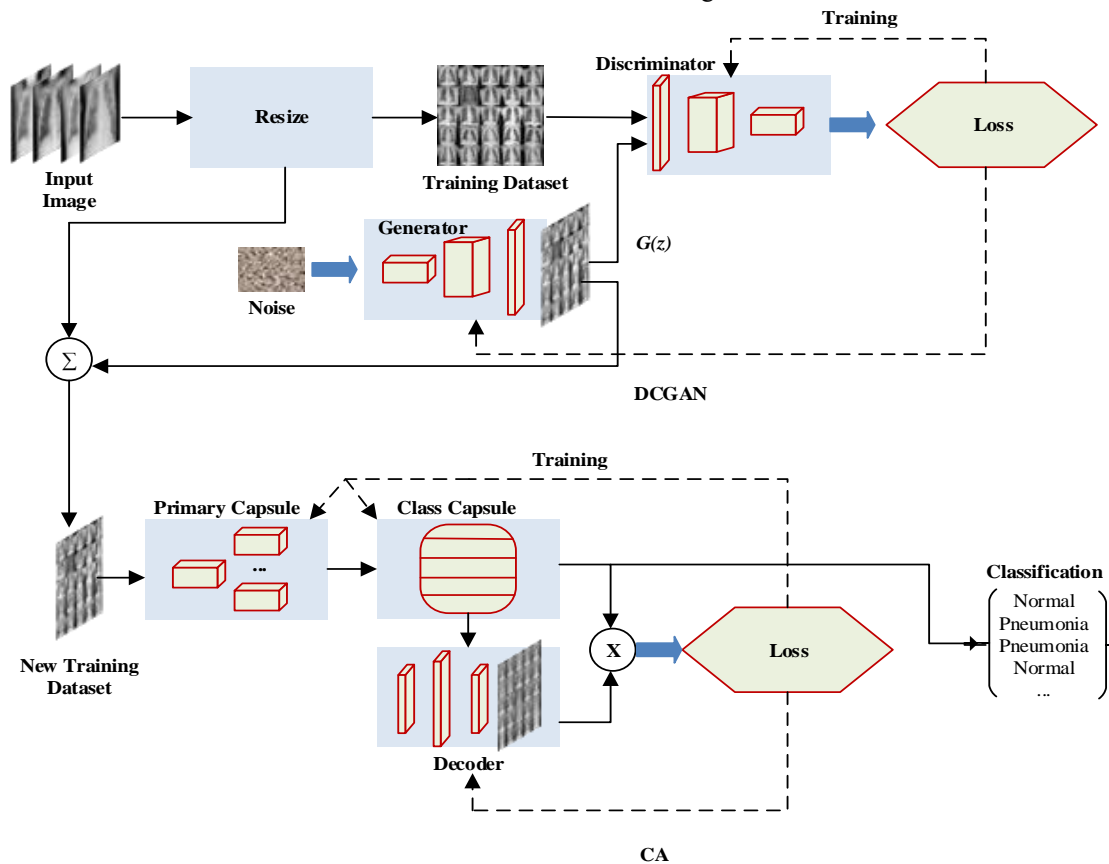 Training
Discriminator
Resize
Loss
Input
Image
Training Dataset
Generator
G(z)
Noise
Σ
DCGAN
Training
Primary Capsule
Class Capsule
...
Classification
Normal
Pneumonia
Pneumonia
Normal
...
X
Loss
New Training
Dataset
Decoder
CA